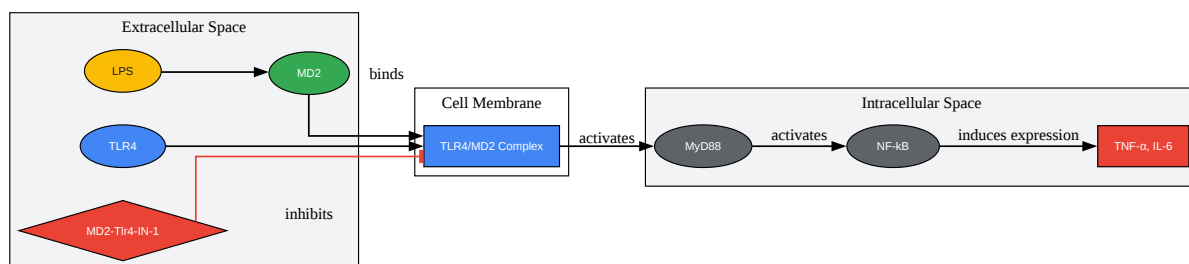 Extracellular Space
LPS
MD2
binds
TLR4
MD2-Tlr4-IN-1
inhibits
Cell Membrane
TLR4/MD2 Complex
activates
Intracellular Space
MyD88
activates
NF-kB
induces expression
TNF-α, IL-6